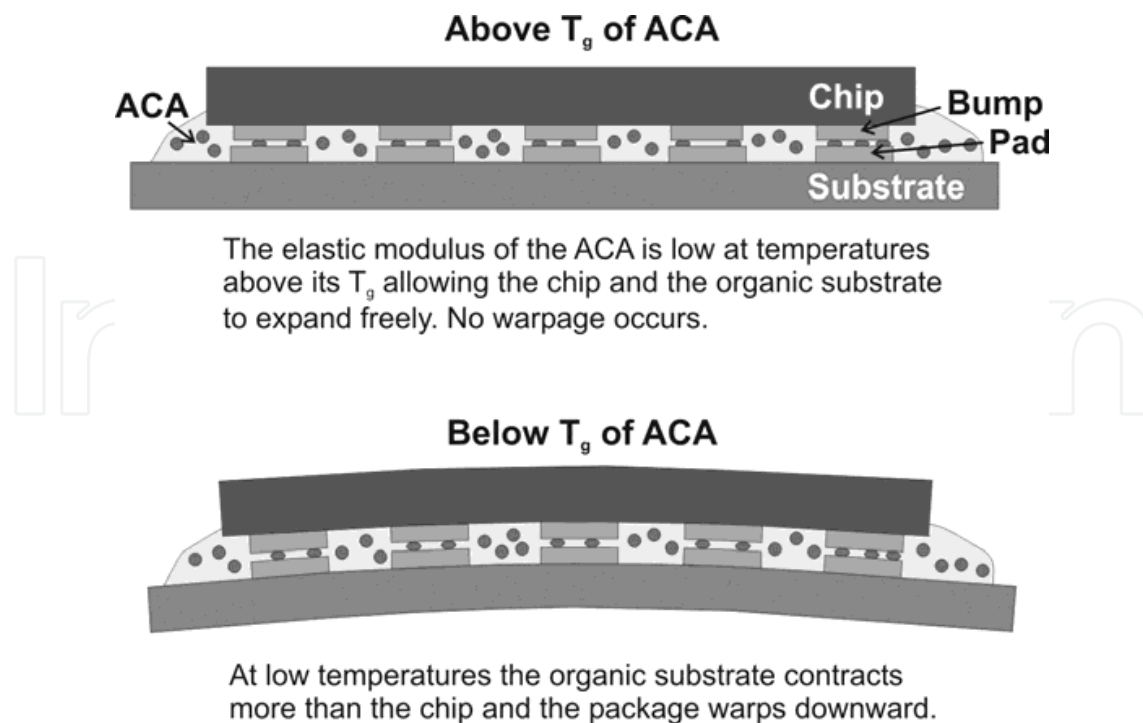 Above Tg of ACA
ACA
Chip
Bump
Pad
Substrate
The elastic modulus of the ACA is low at temperatures
above its Tg allowing the chip and the organic substrate
to expand freely. No warpage occurs.
Below Tg of ACA
At low temperatures the organic substrate contracts
more than the chip and the package warps downward.